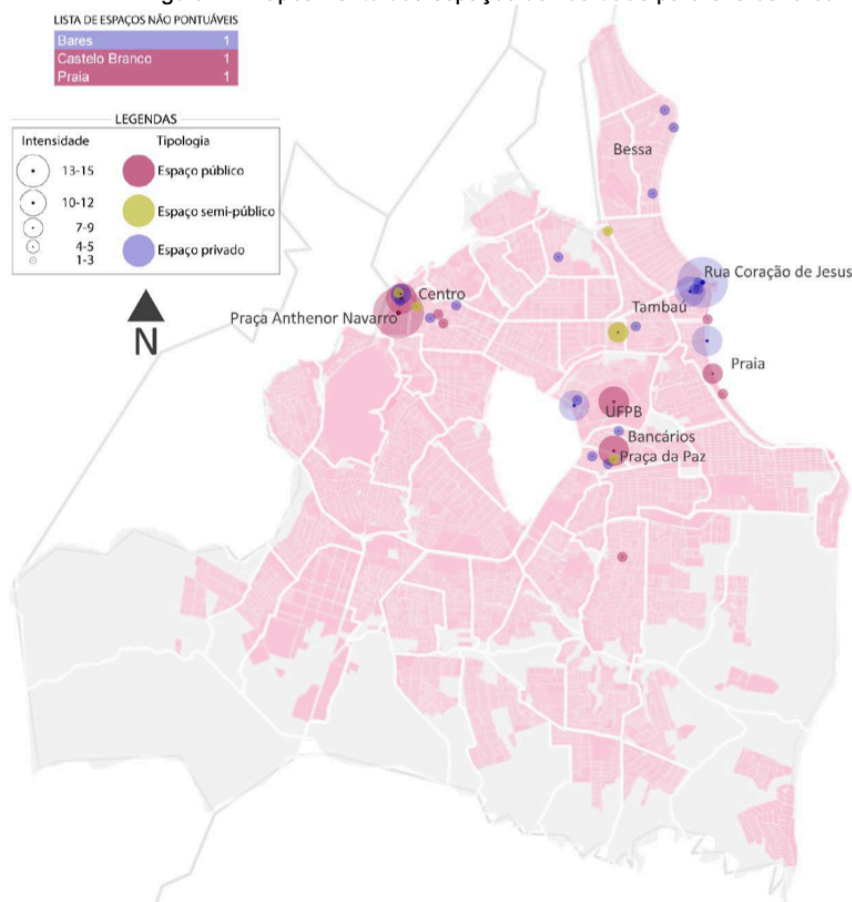 LISTA DE ESPAÇOS NÃO PONTUÁVEIS
Bares 1
Castelo Branco 1
Praia 1
LEGENDAS
Intensidade Tipologia
13-15 Espaço público
10-12
7-9 Espaço semi-público
4-5
1-3 Espaço privado
N
Bessa
Rua Coração de Jesus
Centro
Tambaú
Praça Anthenor Navarro
Praia
UFPB
Bancários
Praça da Paz